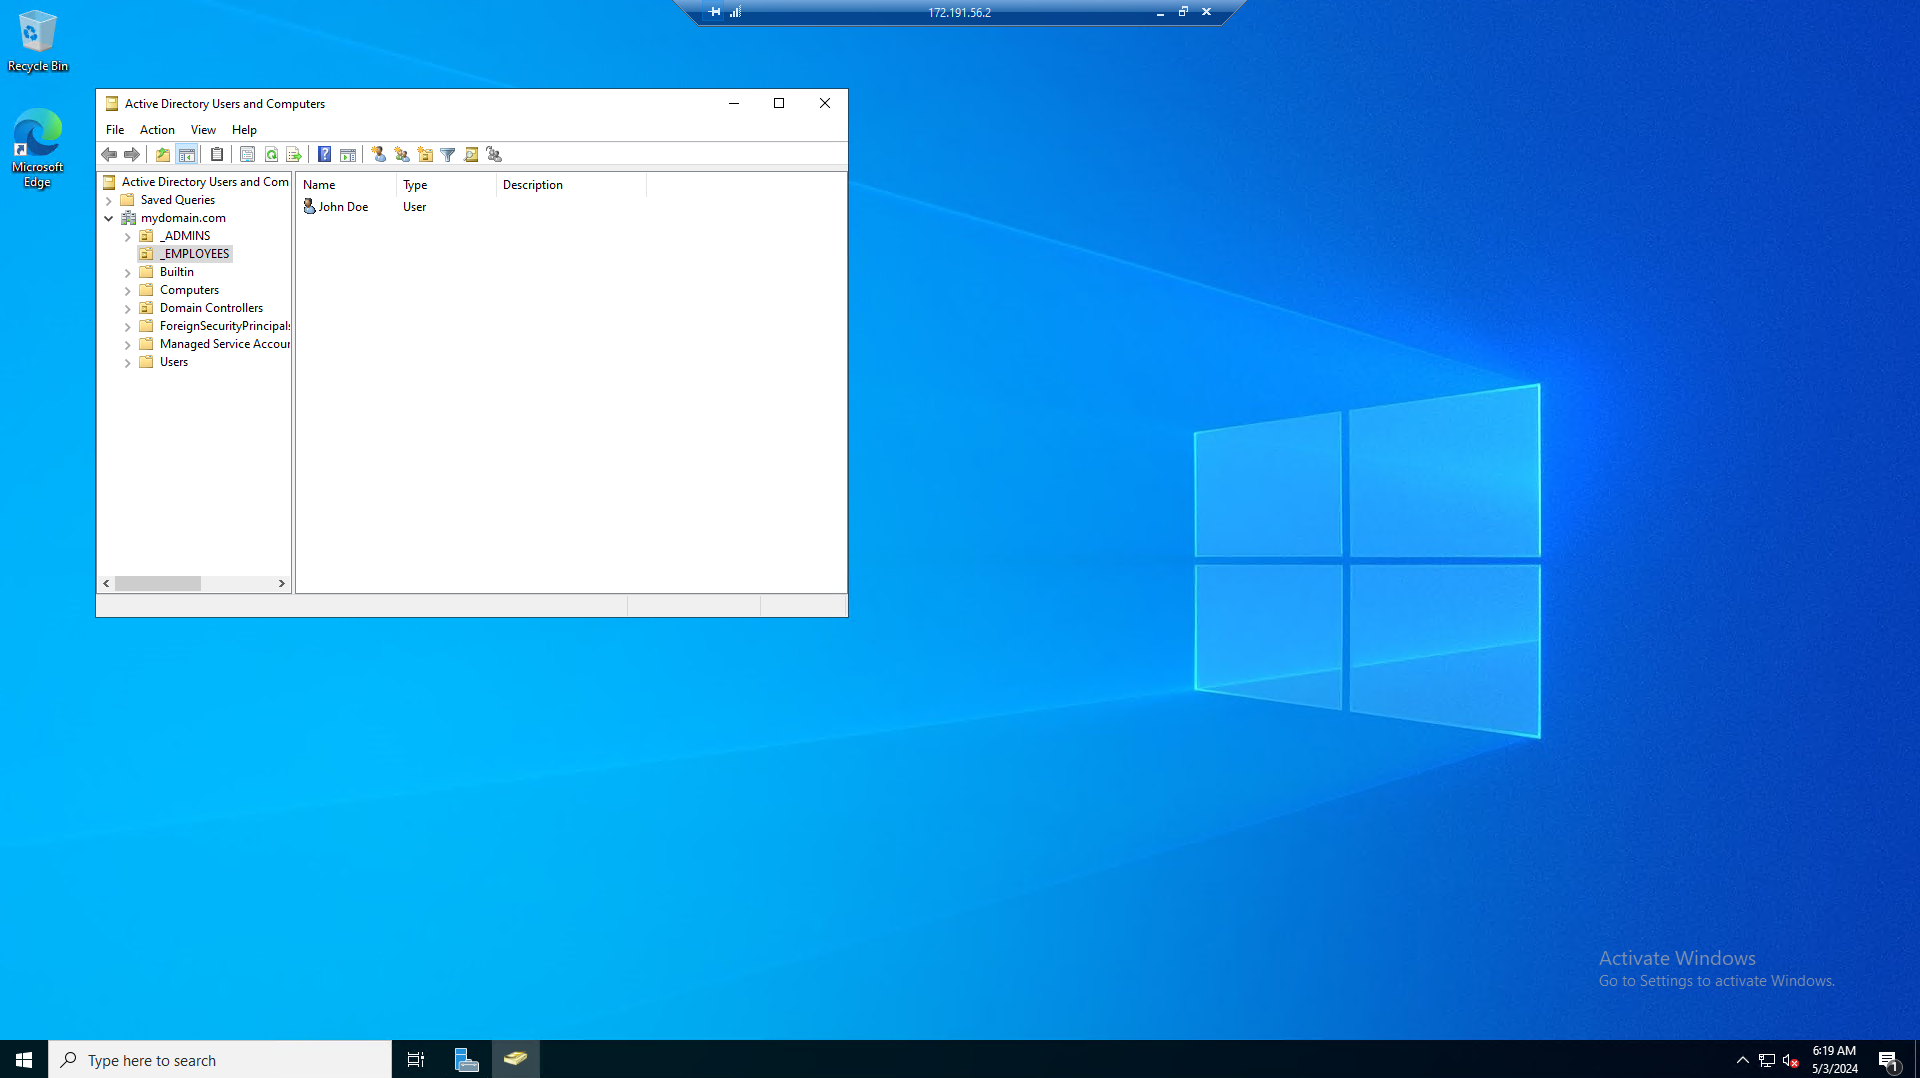 172.191.56.2
Recycle Bin
Microsoft
Edge
Active Directory Users and Computers
File Action View Help
Active Directory Users and Com
Saved Queries
mydomain.com
_ADMINS
_EMPLOYEES
Builtin
Computers
Domain Controllers
ForeignSecurityPrincipals
Managed Service Accour
Users
Name Type Description
John Doe User
Activate Windows
Go to Settings to activate Windows.
Type here to search
6:19 AM
5/3/2024
1